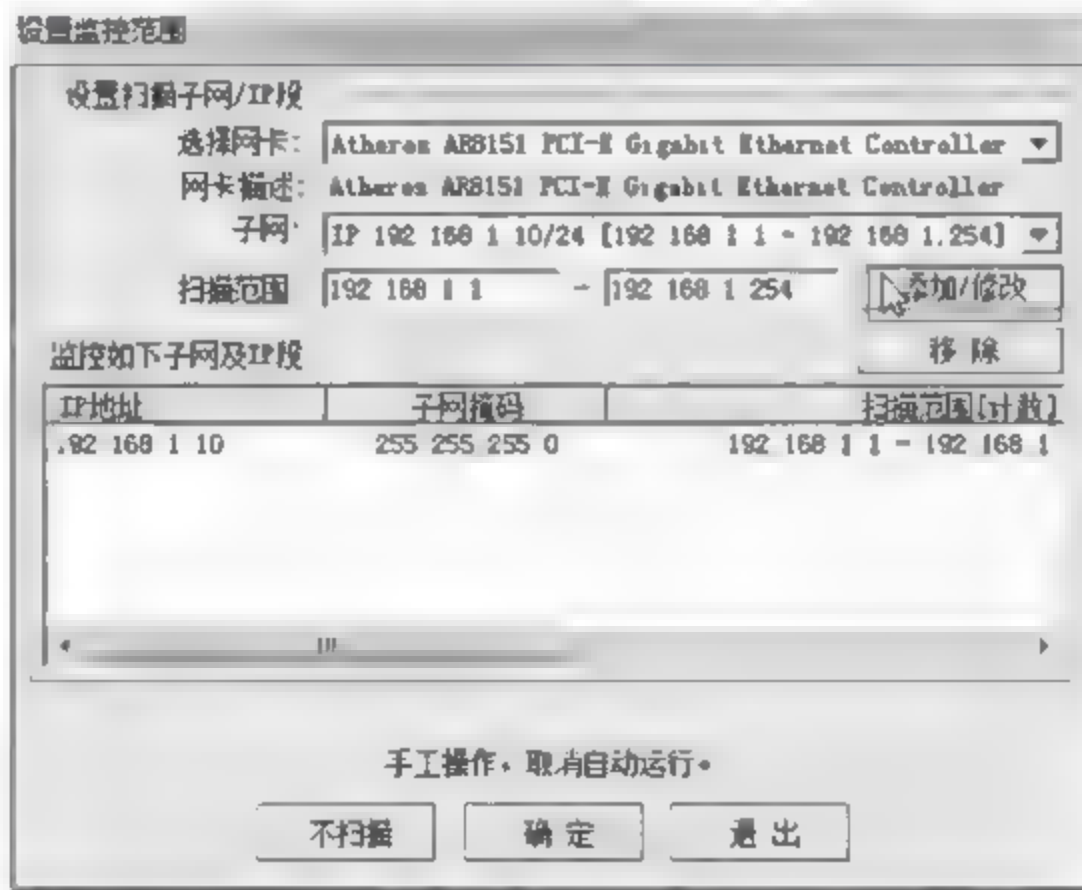 设置监控范围
设置扫描子网/IP段
选择网卡: Atheros AR8151 PCI-E Gigabit Ethernet Controller
网卡描述: Atheros AR8151 PCI-E Gigabit Ethernet Controller
子网: IP 192 168 1 10/24 [192 168 1 1 - 192 168 1.254]
扫描范围 192 168 1 1 - 192 168 1 254 添加/修改
监控如下子网及IP段 移 除
IP地址 子网掩码 扫描范围[计数]
192 168 1 10 255 255 255 0 192 168 1 1 - 192 168 1
手工操作，取消自动运行。
不扫描 确 定 退 出